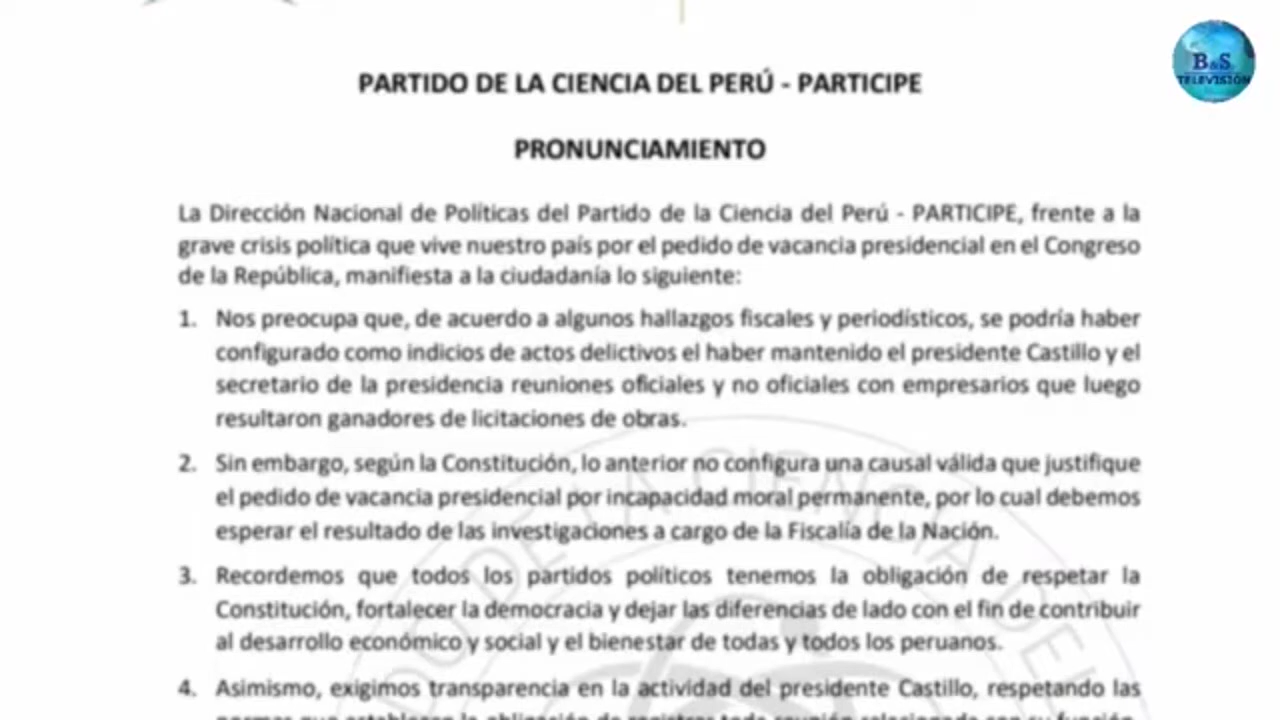 PARTIDO DE LA CIENCIA DEL PERÚ - PARTICIPE
B&S
TELEVISIÓN
PRONUNCIAMIENTO
La Dirección Nacional de Políticas del Partido de la Ciencia del Perú - PARTICIPE, frente a la
grave crisis política que vive nuestro país por el pedido de vacancia presidencial en el Congreso
de la República, manifiesta a la ciudadanía lo siguiente:
1. Nos preocupa que, de acuerdo a algunos hallazgos fiscales y periodísticos, se podría haber
configurado como indicios de actos delictivos el haber mantenido el presidente Castillo y el
secretario de la presidencia reuniones oficiales y no oficiales con empresarios que luego
resultaron ganadores de licitaciones de obras.
2. Sin embargo, según la Constitución, lo anterior no configura una causal válida que justifique
el pedido de vacancia presidencial por incapacidad moral permanente, por lo cual debemos
esperar el resultado de las investigaciones a cargo de la Fiscalía de la Nación.
3. Recordemos que todos los partidos políticos tenemos la obligación de respetar la
Constitución, fortalecer la democracia y dejar las diferencias de lado con el fin de contribuir
al desarrollo económico y social y el bienestar de todas y todos los peruanos.
4. Asimismo, exigimos transparencia en la actividad del presidente Castillo, respetando las